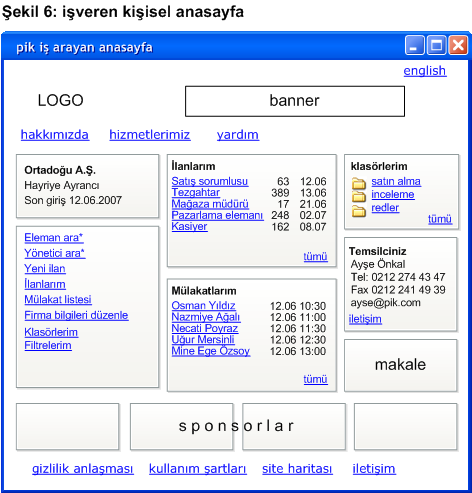 Şekil 6: işveren kişisel anasayfa
pik iş arayan anasayfa
english
LOGO
banner
hakkımızda hizmetlerimiz yardım
Ortadoğu A.Ş.
Hayriye Ayrancı
Son giriş 12.06.2007
Eleman ara*
Yönetici ara*
Yeni ilan
İlanlarım
Mülakat listesi
Firma bilgileri düzenle
Klasörlerim
Filtrelerim
İlanlarım
Satış sorumlusu 63 12.06
Tezgahtar 389 13.06
Mağaza müdürü 17 21.06
Pazarlama elemanı 248 02.07
Kasiyer 162 08.07
tümü
Mülakatlarım
Osman Yıldız 12.06 10:30
Nazmiye Ağalı 12.06 11:00
Necati Poyraz 12.06 11:30
Uğur Mersinli 12.06 12:30
Mine Ege Özsoy 12.06 13:00
tümü
klasörlerim
satın alma
inceleme
redler
tümü
Temsilciniz
Ayşe Önkal
Tel: 0212 274 43 47
Fax 0212 241 49 39
ayse@pik.com
iletişim
makale
sponsorlar
gizlilik anlaşması kullanım şartları site haritası iletişim